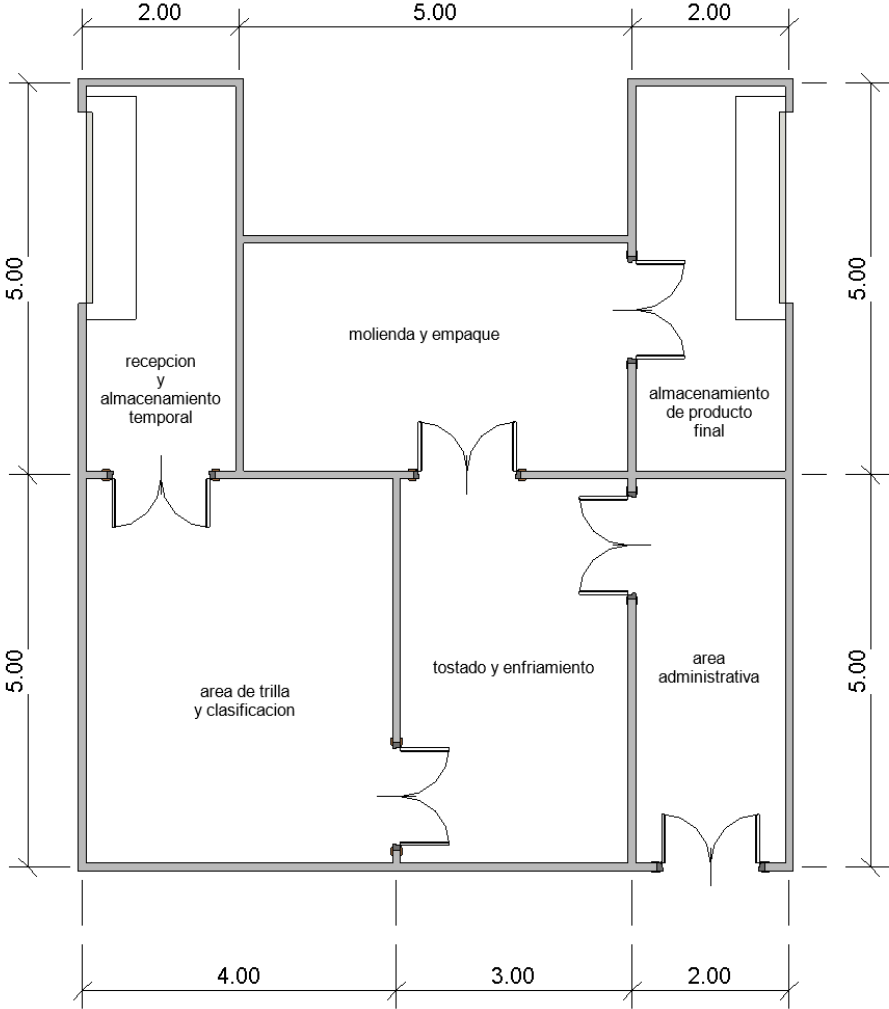 2.00
5.00
2.00
5.00
5.00
molienda y empaque
recepcion
y
almacenamiento
temporal
almacenamiento
de producto
final
5.00
5.00
area de trilla
y clasificacion
tostado y enfriamiento
area
administrativa
4.00
3.00
2.00